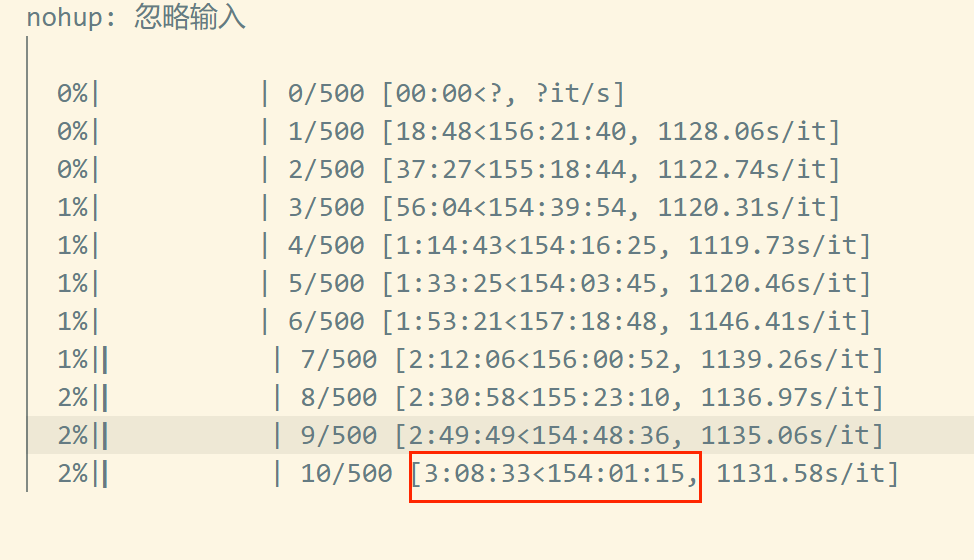 nohup: 忽略输入
0%| | 0/500 [00:00<?, ?it/s]
0%| | 1/500 [18:48<156:21:40, 1128.06s/it]
0%| | 2/500 [37:27<155:18:44, 1122.74s/it]
1%| | 3/500 [56:04<154:39:54, 1120.31s/it]
1%| | 4/500 [1:14:43<154:16:25, 1119.73s/it]
1%| | 5/500 [1:33:25<154:03:45, 1120.46s/it]
1%| | 6/500 [1:53:21<157:18:48, 1146.41s/it]
1%|▏ | 7/500 [2:12:06<156:00:52, 1139.26s/it]
2%|▏ | 8/500 [2:30:58<155:23:10, 1136.97s/it]
2%|▏ | 9/500 [2:49:49<154:48:36, 1135.06s/it]
2%|▏ | 10/500 [3:08:33<154:01:15, 1131.58s/it]